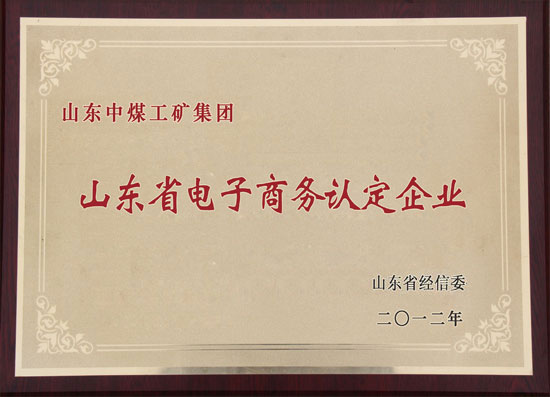 山东中煤工矿集团
山东省电子商务认定企业
山东省经信委
二〇一二年